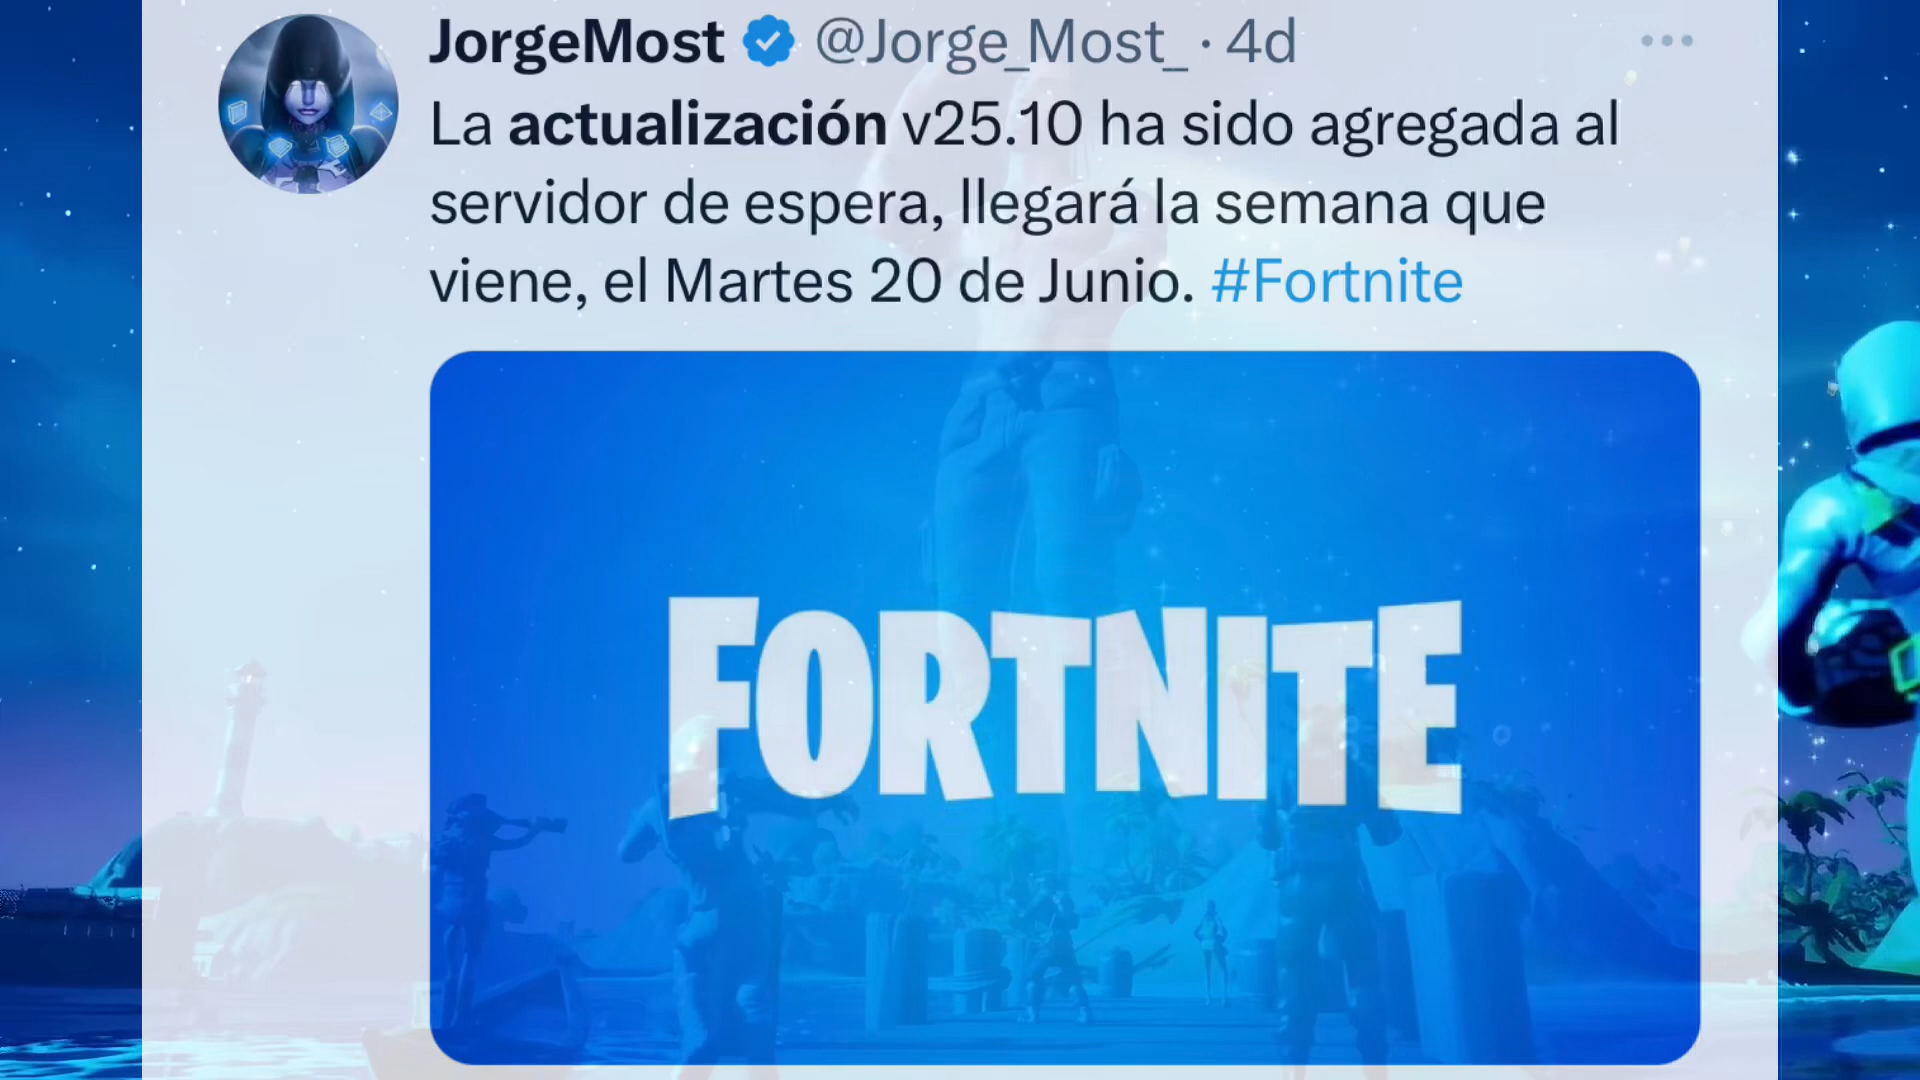 JorgeMost @Jorge_Most_ · 4d
La actualización v25.10 ha sido agregada al
servidor de espera, llegará la semana que
viene, el Martes 20 de Junio. #Fortnite
FORTNITE